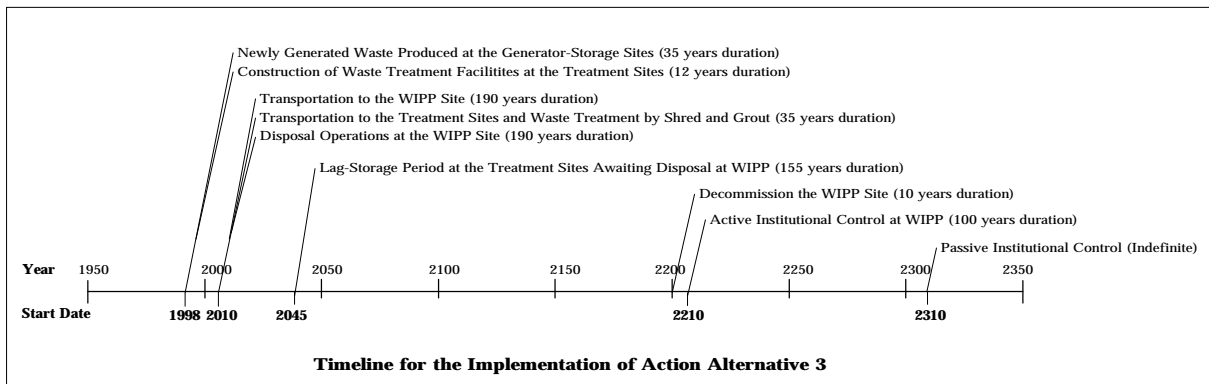 Newly Generated Waste Produced at the Generator-Storage Sites (35 years duration)
Construction of Waste Treatment Facilitites at the Treatment Sites (12 years duration)
Transportation to the WIPP Site (190 years duration)
Transportation to the Treatment Sites and Waste Treatment by Shred and Grout (35 years duration)
Disposal Operations at the WIPP Site (190 years duration)
Lag-Storage Period at the Treatment Sites Awaiting Disposal at WIPP (155 years duration)
Decommission the WIPP Site (10 years duration)
Active Institutional Control at WIPP (100 years duration)
Passive Institutional Control (Indefinite)
Year 1950 2000 2050 2100 2150 2200 2250 2300 2350
Start Date 1998 2010 2045 2210 2310
Timeline for the Implementation of Action Alternative 3